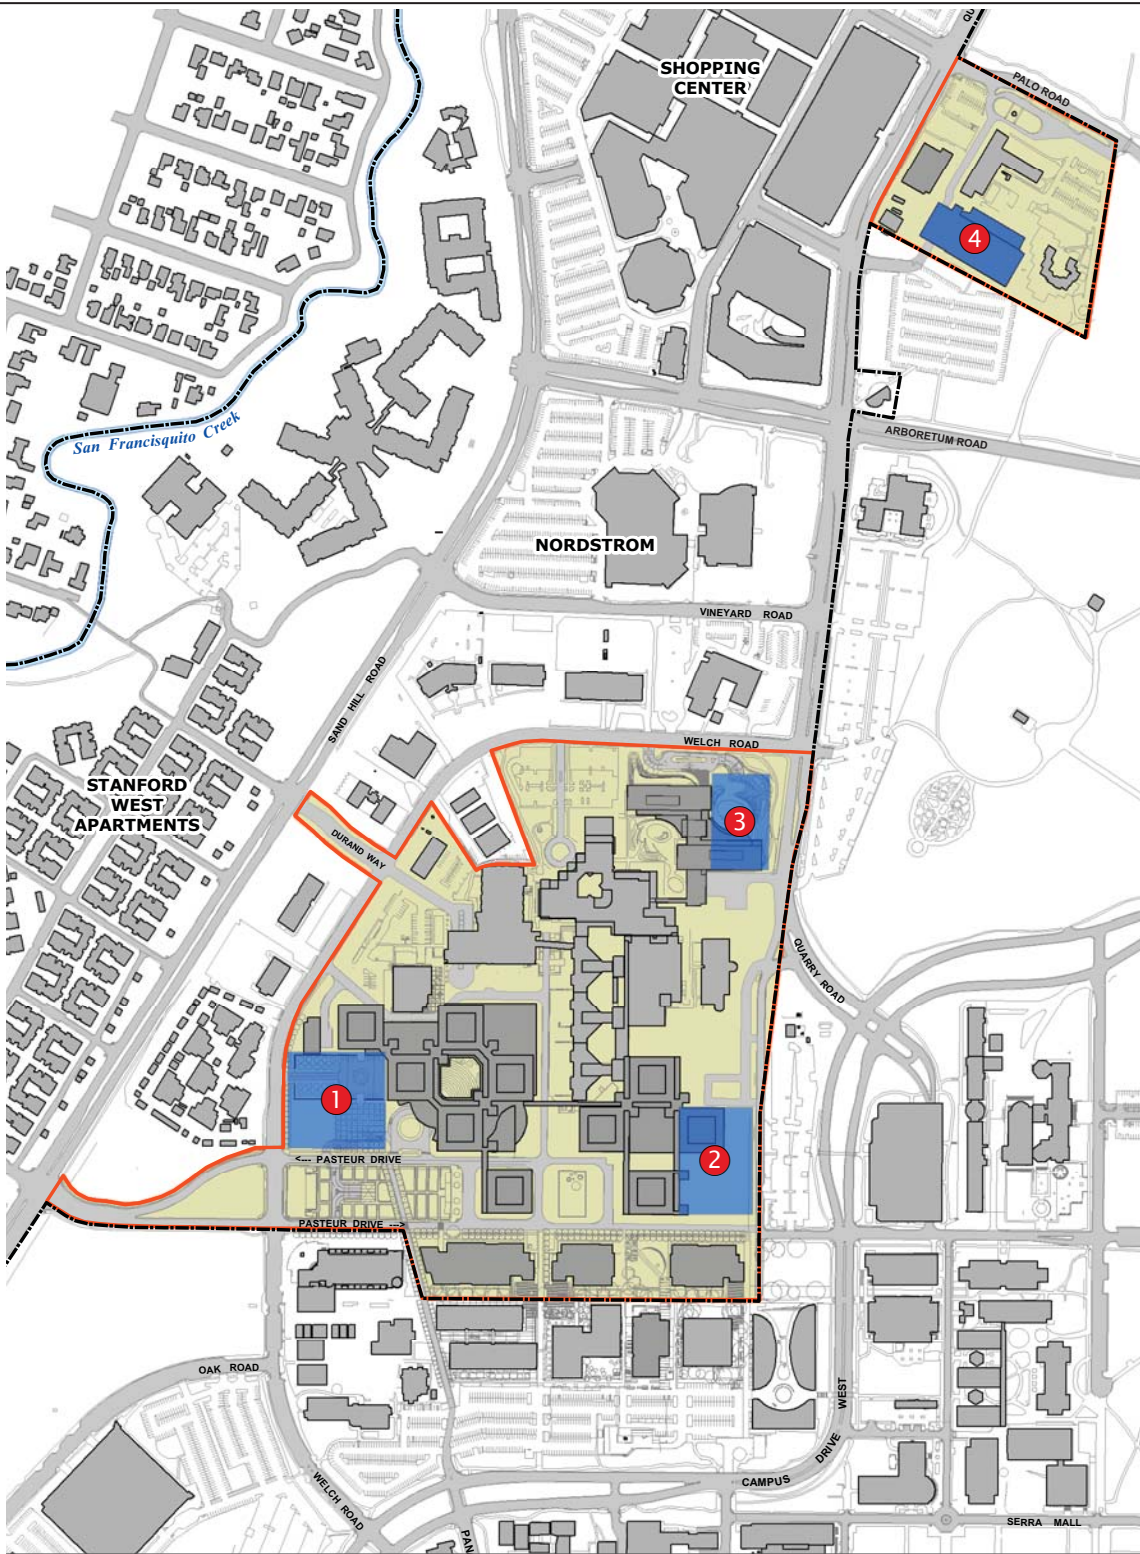 QU
SHOPPING
CENTER
PALO ROAD
4
San Francisquito Creek
ARBORETUM ROAD
NORDSTROM
VINEYARD ROAD
SAND HILL ROAD
WELCH ROAD
STANFORD
WEST
APARTMENTS
3
DURAND WAY
QUARRY ROAD
1
2
<--- PASTEUR DRIVE
PASTEUR DRIVE --->
OAK ROAD
WELCH ROAD
CAMPUS DRIVE WEST
SERRA MALL
PAN